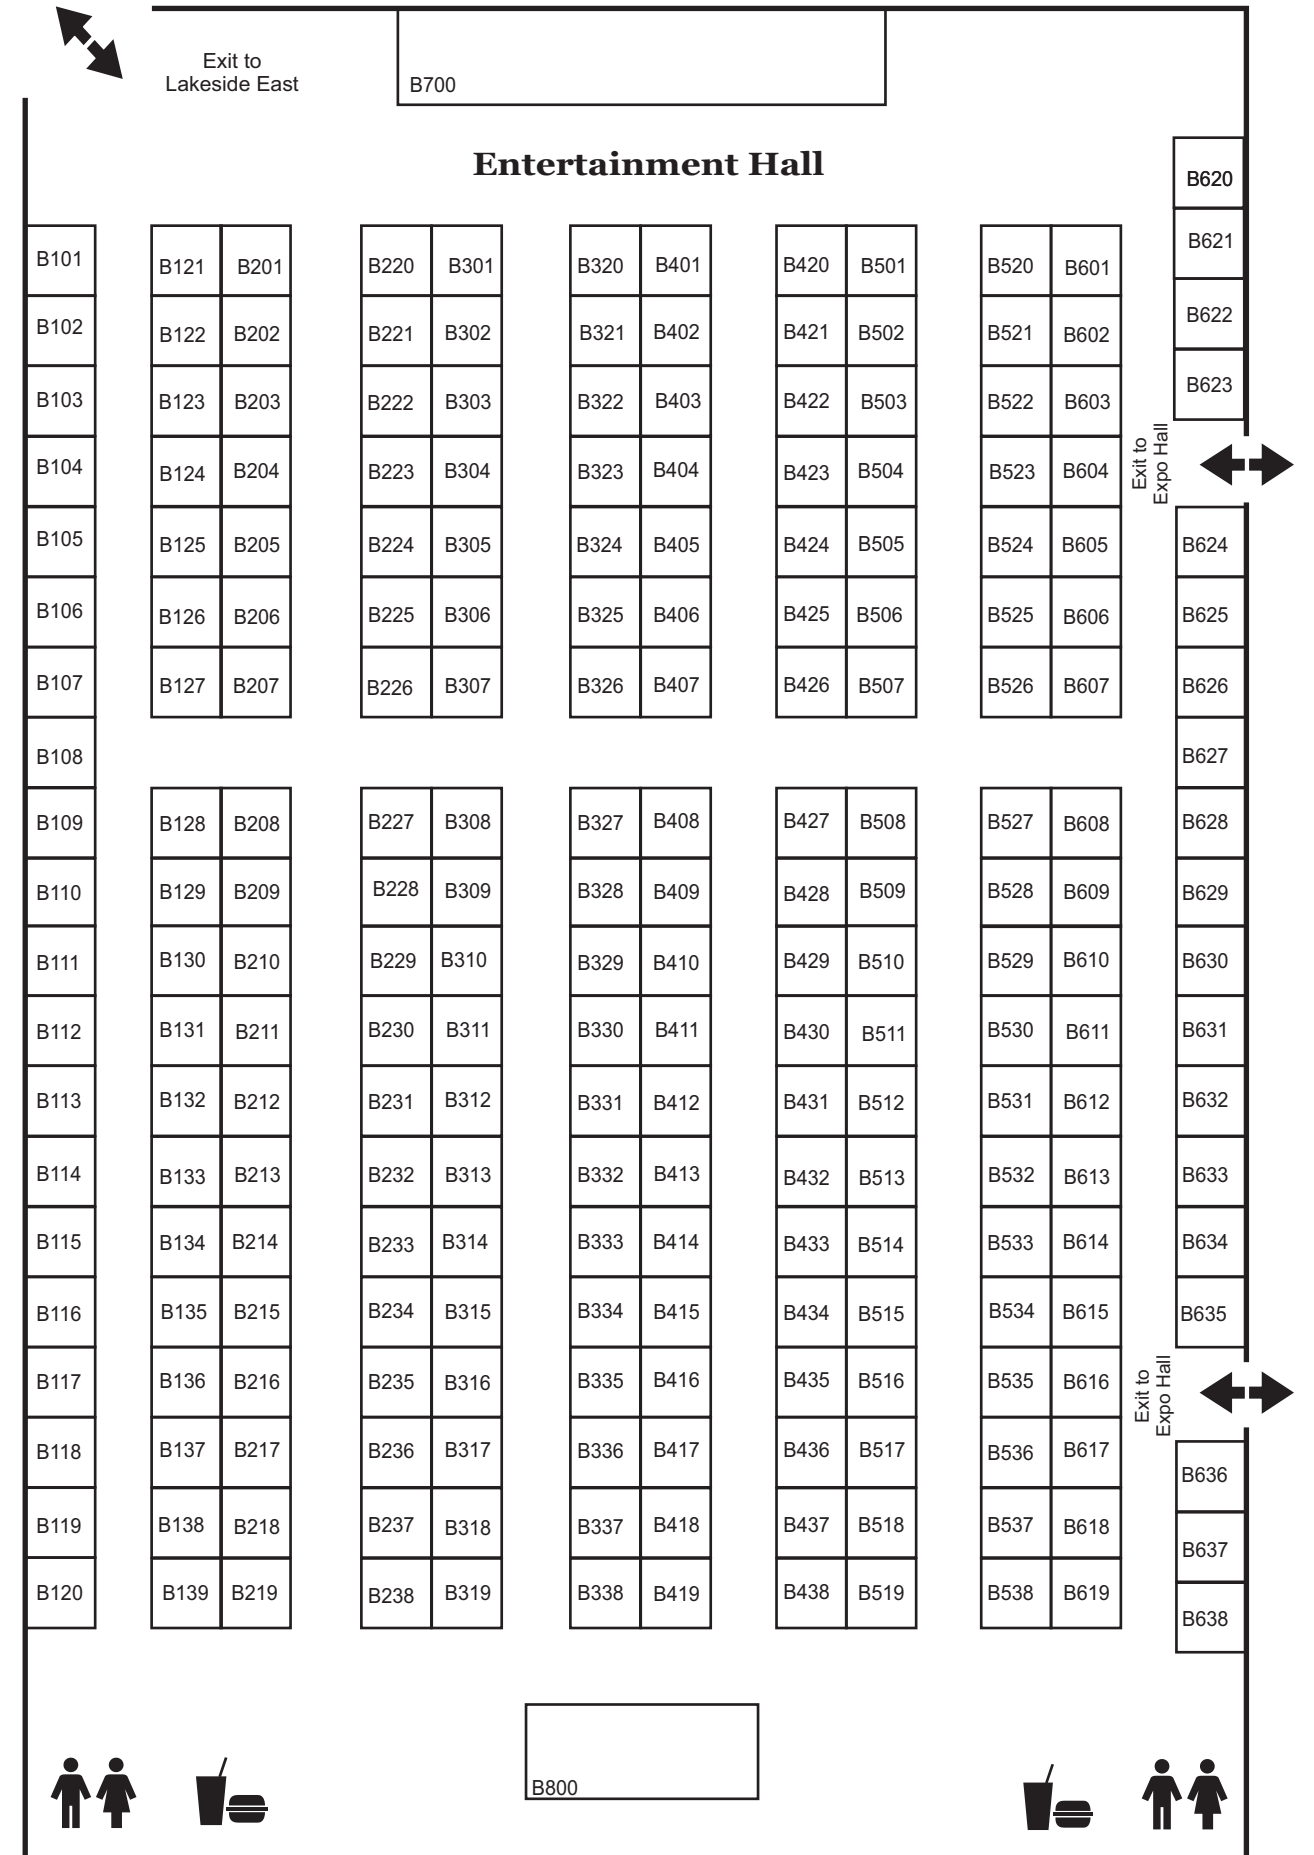 Exit to
Lakeside East
B700
Entertainment Hall
B620
B621
B622
B623
B101 B121 B201 B220 B301 B320 B401 B420 B501 B520 B601
B102 B122 B202 B221 B302 B321 B402 B421 B502 B521 B602
B103 B123 B203 B222 B303 B322 B403 B422 B503 B522 B603
Exit to
Expo Hall
B104 B124 B204 B223 B304 B323 B404 B423 B504 B523 B604
B105 B125 B205 B224 B305 B324 B405 B424 B505 B524 B605 B624
B106 B126 B206 B225 B306 B325 B406 B425 B506 B525 B606 B625
B107 B127 B207 B226 B307 B326 B407 B426 B507 B526 B607 B626
B108 B627
B109 B128 B208 B227 B308 B327 B408 B427 B508 B527 B608 B628
B110 B129 B209 B228 B309 B328 B409 B428 B509 B528 B609 B629
B111 B130 B210 B229 B310 B329 B410 B429 B510 B529 B610 B630
B112 B131 B211 B230 B311 B330 B411 B430 B511 B530 B611 B631
B113 B132 B212 B231 B312 B331 B412 B431 B512 B531 B612 B632
B114 B133 B213 B232 B313 B332 B413 B432 B513 B532 B613 B633
B115 B134 B214 B233 B314 B333 B414 B433 B514 B533 B614 B634
B116 B135 B215 B234 B315 B334 B415 B434 B515 B534 B615 B635
B117 B136 B216 B235 B316 B335 B416 B435 B516 B535 B616
Exit to
Expo Hall
B118 B137 B217 B236 B317 B336 B417 B436 B517 B536 B617 B636
B119 B138 B218 B237 B318 B337 B418 B437 B518 B537 B618 B637
B120 B139 B219 B238 B319 B338 B419 B438 B519 B538 B619 B638
B800